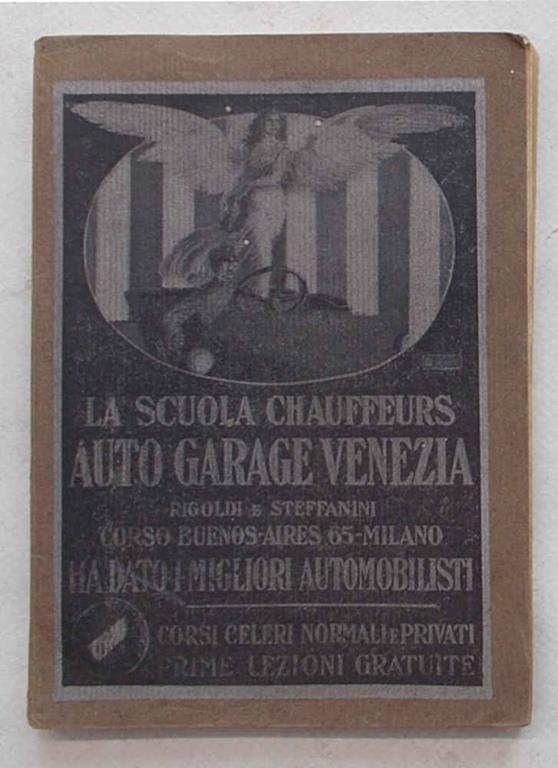 LA SCUOLA CHAUFFEURS
AUTO GARAGE VENEZIA
RIGOLDI E STEFFANINI
CORSO BUENOS-AIRES 65-MILANO
HA DATO I MIGLIORI AUTOMOBILISTI
CORSI CELERI NORMALI E PRIVATI
PRIME LEZIONI GRATUITE